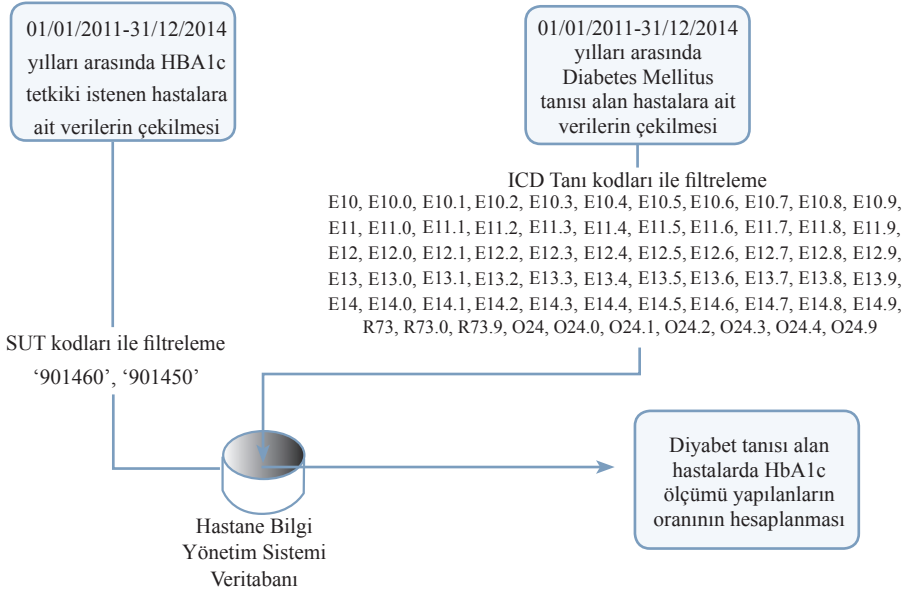 01/01/2011-31/12/2014
yılları arasında HBA1c
tetkiki istenen hastalara
ait verilerin çekilmesi
01/01/2011-31/12/2014
yılları arasında
Diabetes Mellitus
tanısı alan hastalara ait
verilerin çekilmesi
ICD Tanı kodları ile filtreleme
E10, E10.0, E10.1, E10.2, E10.3, E10.4, E10.5, E10.6, E10.7, E10.8, E10.9,
E11, E11.0, E11.1, E11.2, E11.3, E11.4, E11.5, E11.6, E11.7, E11.8, E11.9,
E12, E12.0, E12.1, E12.2, E12.3, E12.4, E12.5, E12.6, E12.7, E12.8, E12.9,
E13, E13.0, E13.1, E13.2, E13.3, E13.4, E13.5, E13.6, E13.7, E13.8, E13.9,
E14, E14.0, E14.1, E14.2, E14.3, E14.4, E14.5, E14.6, E14.7, E14.8, E14.9,
R73, R73.0, R73.9, O24, O24.0, O24.1, O24.2, O24.3, O24.4, O24.9
SUT kodları ile filtreleme
‘901460’, ‘901450’
Hastane Bilgi
Yönetim Sistemi
Veritabanı
Diyabet tanısı alan
hastalarda HbA1c
ölçümü yapılanların
oranının hesaplanması